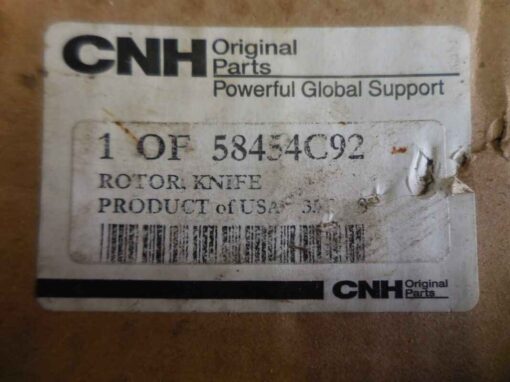 CNH Original
Parts
Powerful Global Support
1 OF 58454C92
ROTOR, KNIFE
PRODUCT of USA
CNH Original
Parts